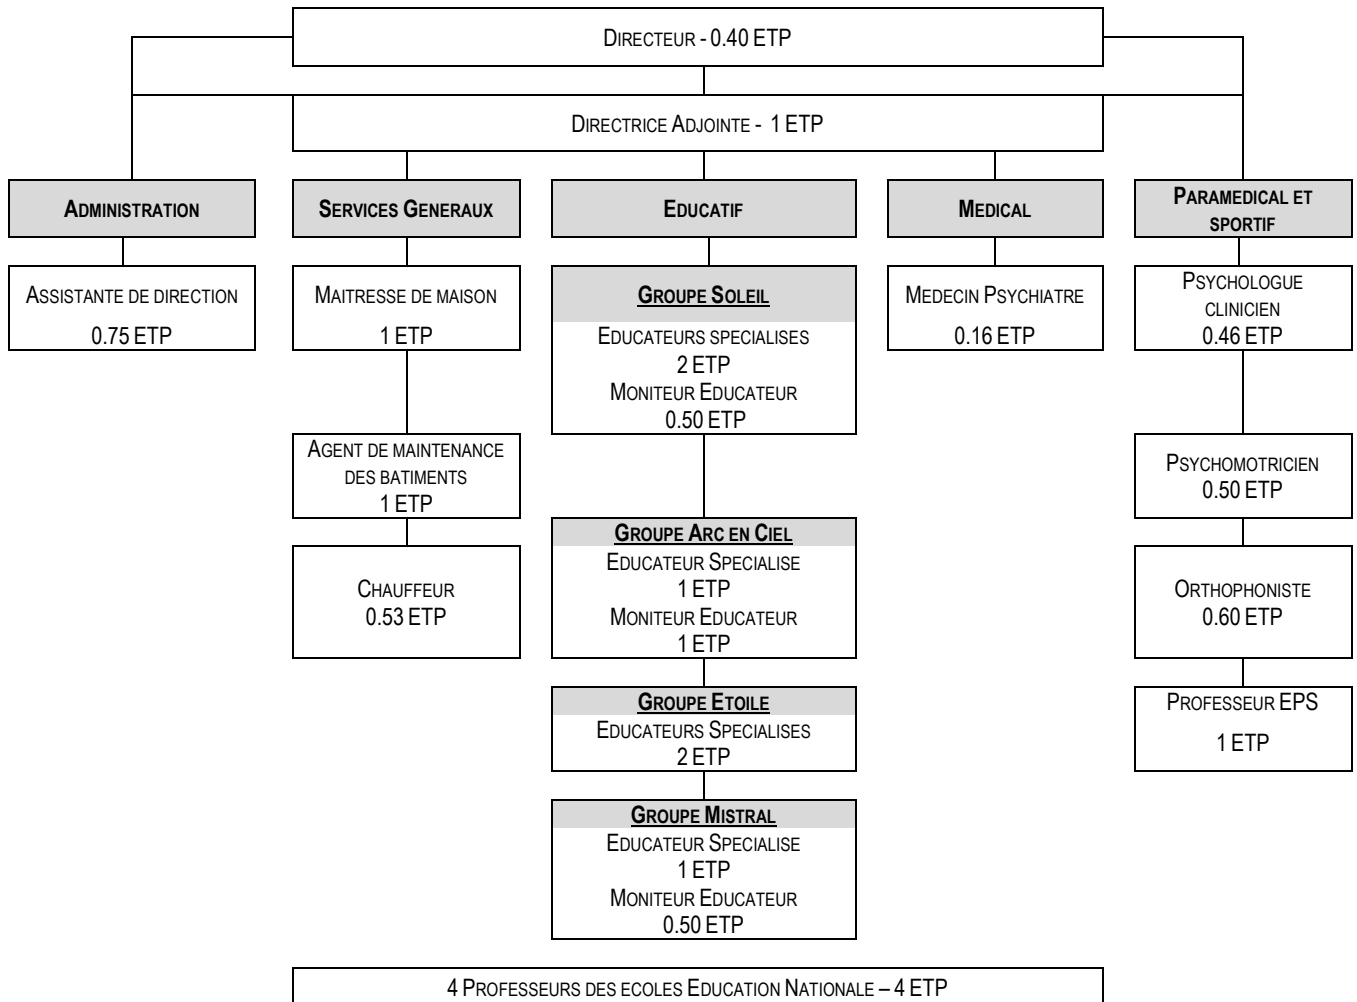 DIRECTEUR - 0.40 ETP
DIRECTRICE ADJOINTE - 1 ETP
ADMINISTRATION
SERVICES GENERAUX
EDUCATIF
MEDICAL
PARAMEDICAL ET
SPORTIF
ASSISTANTE DE DIRECTION
0.75 ETP
MAITRESSE DE MAISON
1 ETP
AGENT DE MAINTENANCE
DES BATIMENTS
1 ETP
CHAUFFEUR
0.53 ETP
GROUPE SOLEIL
EDUCATEURS SPECIALISES
2 ETP
MONITEUR EDUCATEUR
0.50 ETP
GROUPE ARC EN CIEL
EDUCATEUR SPECIALISE
1 ETP
MONITEUR EDUCATEUR
1 ETP
GROUPE ETOILE
EDUCATEURS SPECIALISES
2 ETP
GROUPE MISTRAL
EDUCATEUR SPECIALISE
1 ETP
MONITEUR EDUCATEUR
0.50 ETP
MEDECIN PSYCHIATRE
0.16 ETP
PSYCHOLOGUE
CLINICIEN
0.46 ETP
PSYCHOMOTRICIEN
0.50 ETP
ORTHOPHONISTE
0.60 ETP
PROFESSEUR EPS
1 ETP
4 PROFESSEURS DES ECOLES EDUCATION NATIONALE – 4 ETP